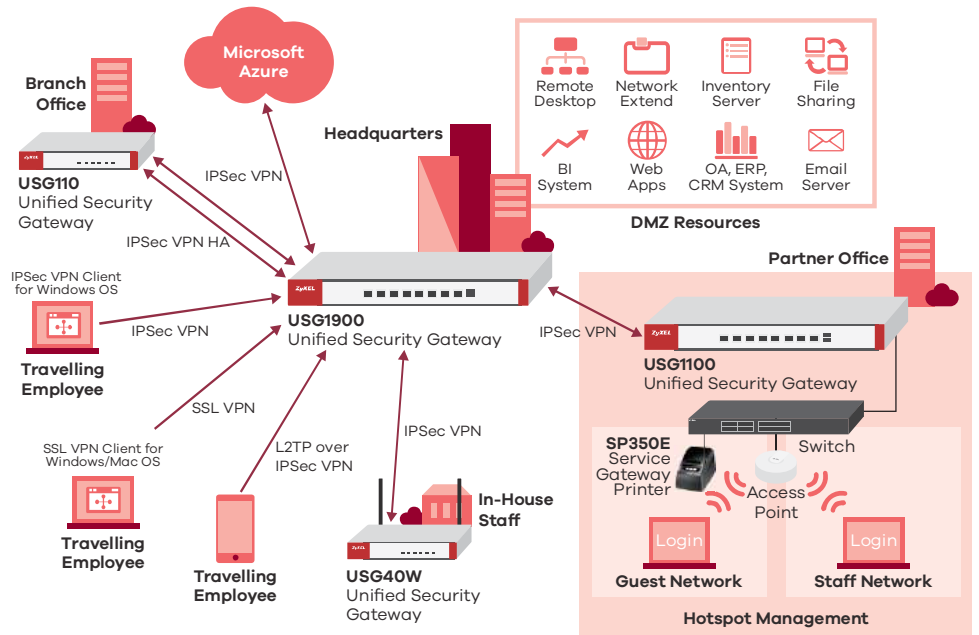 Microsoft
Azure
Branch
Office
ZyXEL
USG110
Unified Security
Gateway
IPSec VPN
IPSec VPN HA
Headquarters
ZyXEL
USG1900
Unified Security Gateway
Remote
Desktop
Network
Extend
Inventory
Server
File
Sharing
BI
System
Web
Apps
OA, ERP,
CRM System
Email
Server
DMZ Resources
Partner Office
IPSec VPN
ZyXEL
USG1100
Unified Security Gateway
IPSec VPN Client
for Windows OS
IPSec VPN
Travelling
Employee
SSL VPN
SSL VPN Client for
Windows/Mac OS
Travelling
Employee
L2TP over
IPSec VPN
Travelling
Employee
IPSec VPN
In-House
Staff
ZyXEL
USG40W
Unified Security
Gateway
Switch
SP350E
Service
Gateway
Printer
Access
Point
Login
Guest Network
Login
Staff Network
Hotspot Management